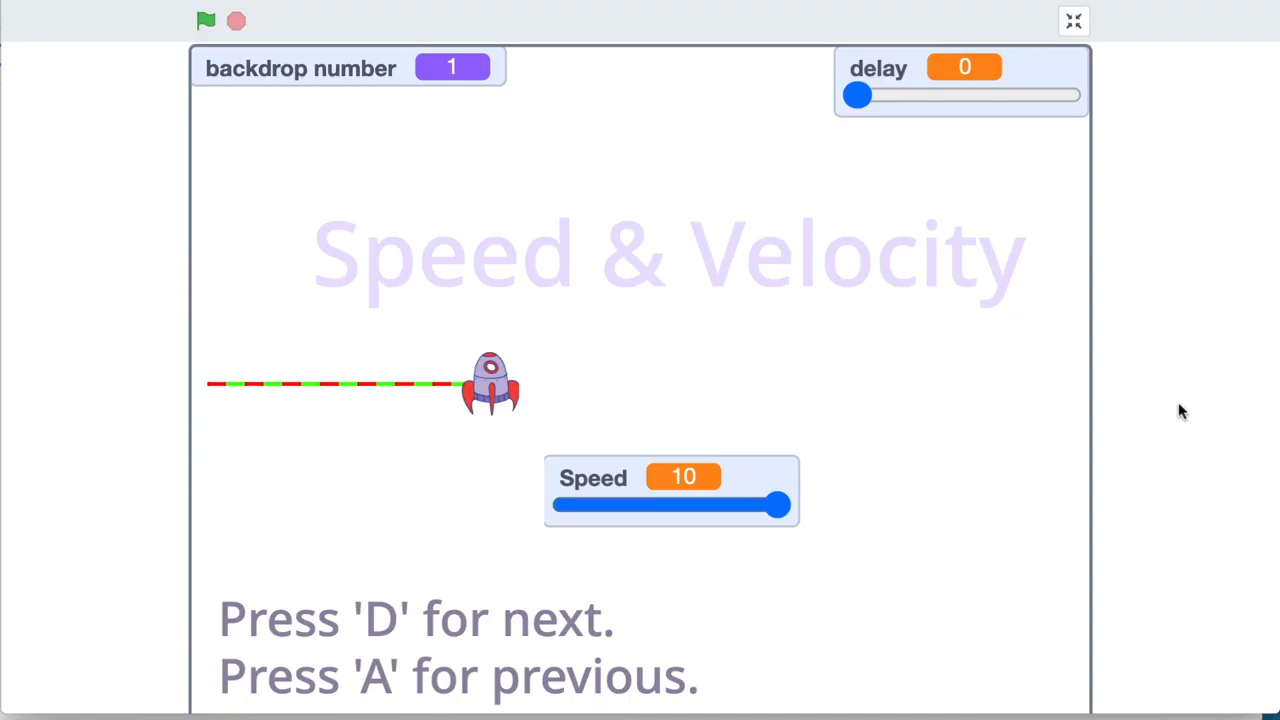 backdrop number 1
delay 0
Speed & Velocity
Speed 10
Press 'D' for next.
Press 'A' for previous.